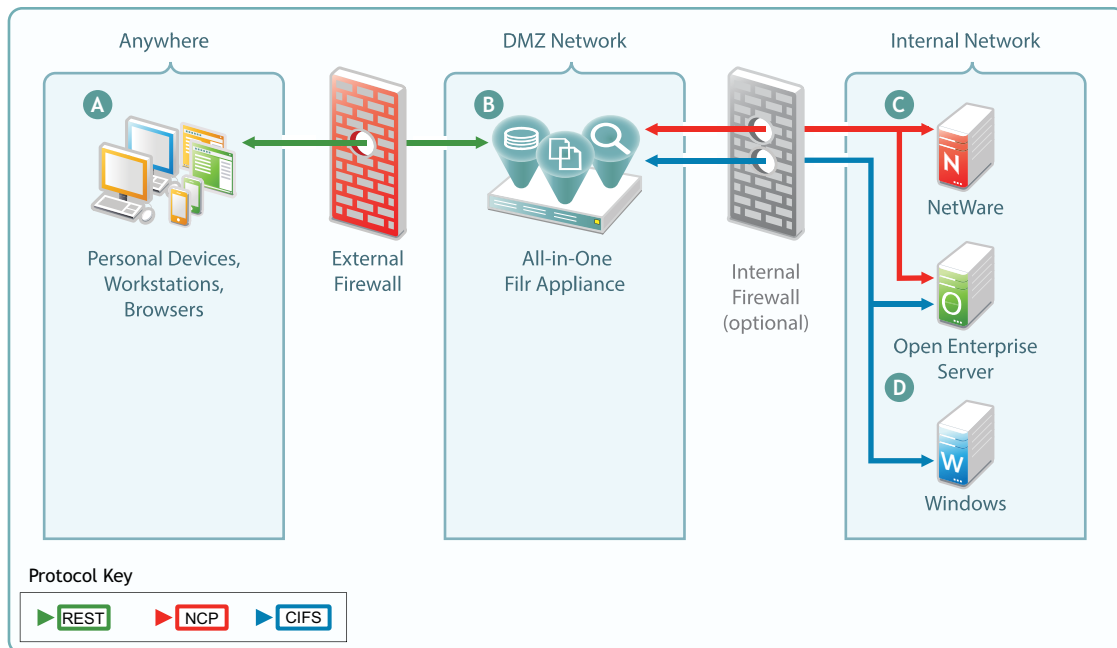 Anywhere
DMZ Network
Internal Network
A
B
C
N
NetWare
Personal Devices,
Workstations,
Browsers
External
Firewall
All-in-One
Filr Appliance
Internal
Firewall
(optional)
O
Open Enterprise
Server
D
W
Windows
Protocol Key
REST
NCP
CIFS